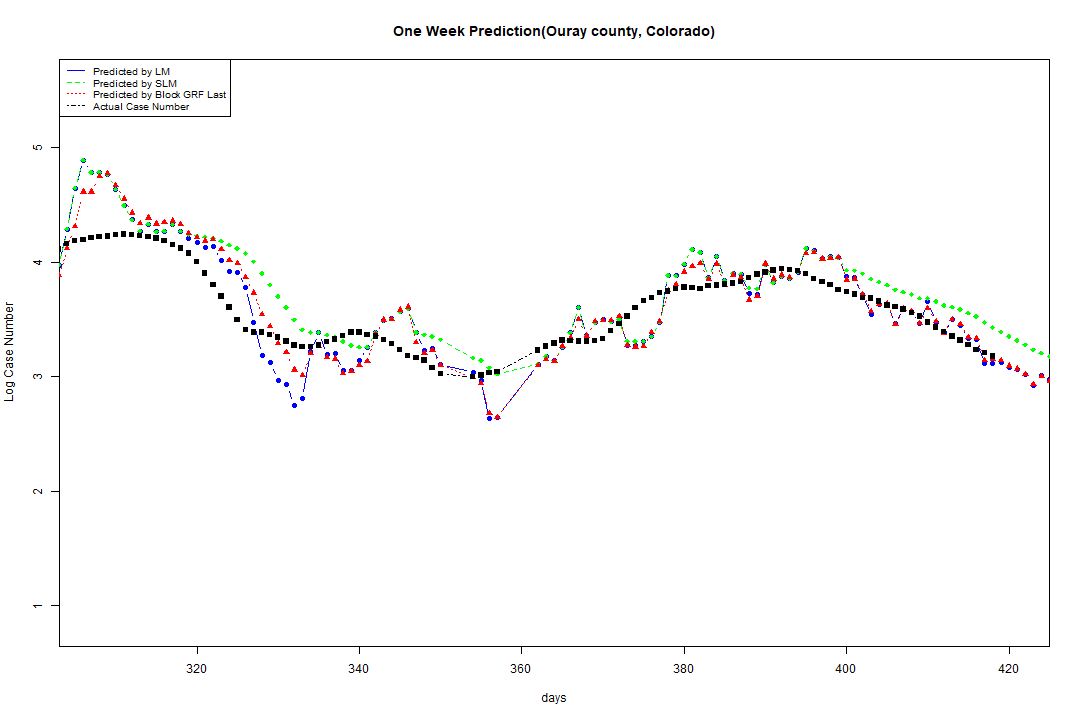 One Week Prediction(Ouray county, Colorado)
Predicted by LM
Predicted by SLM
Predicted by Block GRF Last
Actual Case Number
5
4
3
2
1
Log Case Number
320 340 360 380 400 420
days